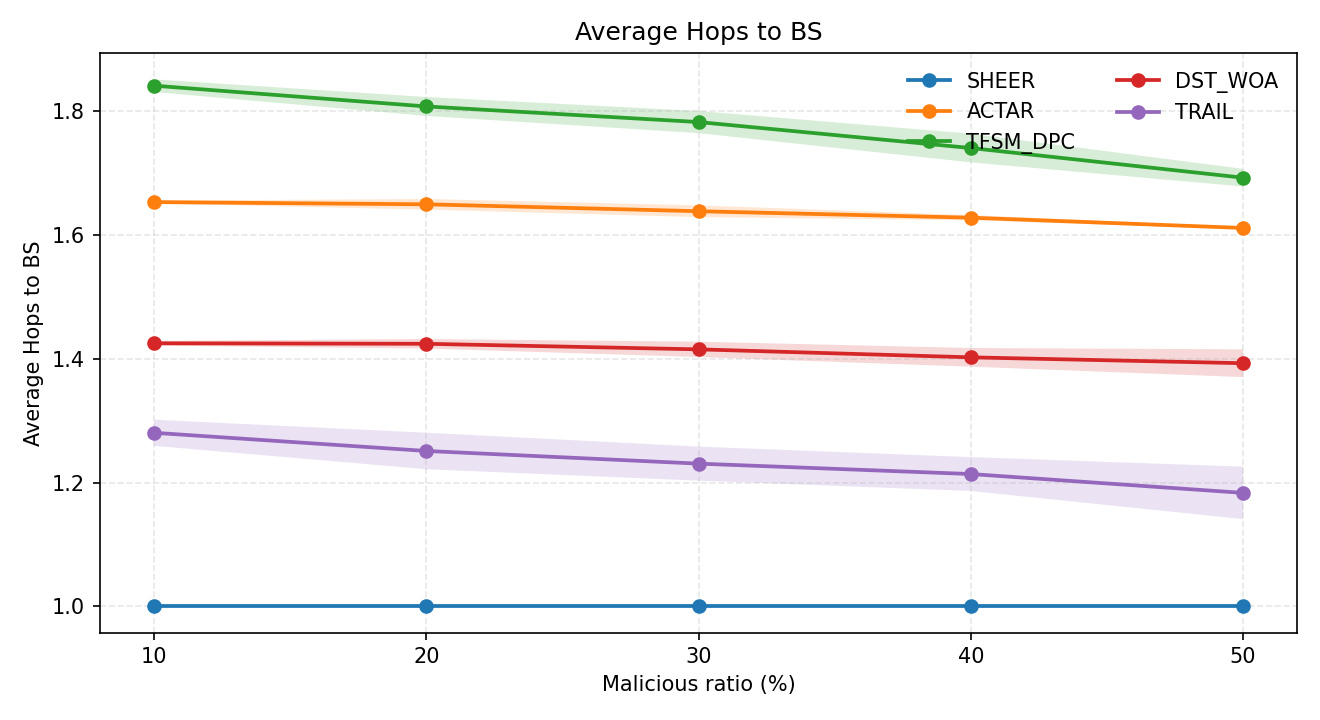 Average Hops to BS
SHEER
ACTAR
TFSM_DPC
DST_WOA
TRAIL
Average Hops to BS
1.8
1.6
1.4
1.2
1.0
10 20 30 40 50
Malicious ratio (%)